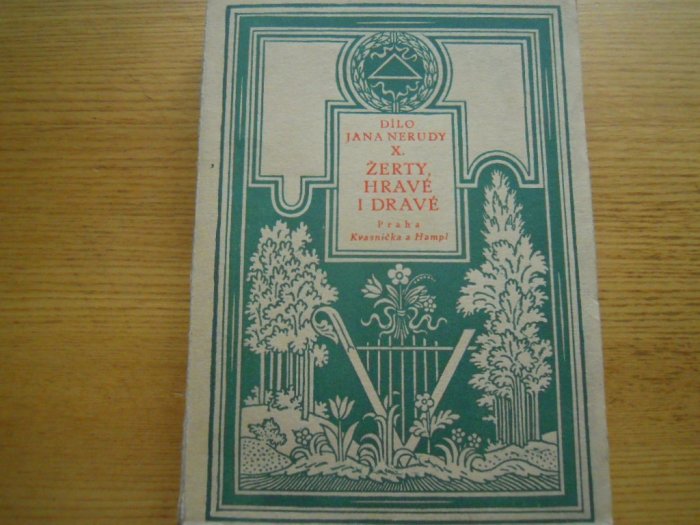 DÍLO
JANA NERUDY
X.
ŽERTY,
HRAVÉ
I DRAVÉ
Praha
Kvasnička a Hampl